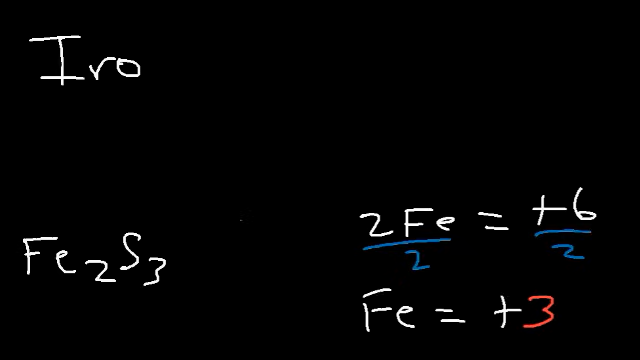 Iro
2Fe = +6
2 2
Fe₂S₃
Fe = +3